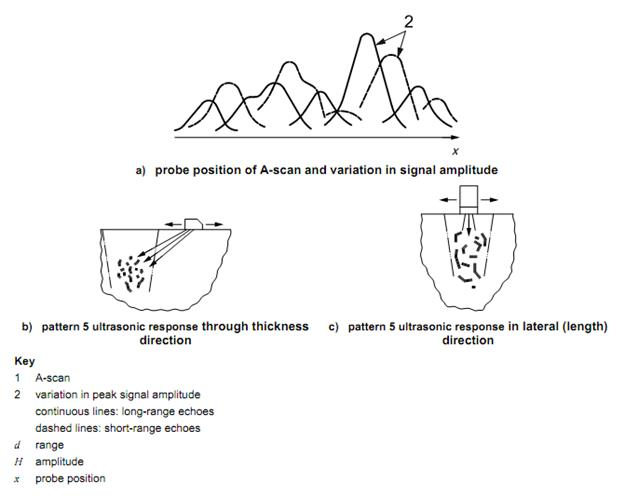 2
x
a) probe position of A-scan and variation in signal amplitude
b) pattern 5 ultrasonic response through thickness
direction
c) pattern 5 ultrasonic response in lateral (length)
direction
Key
1 A-scan
2 variation in peak signal amplitude
continuous lines: long-range echoes
dashed lines: short-range echoes
d range
H amplitude
x probe position